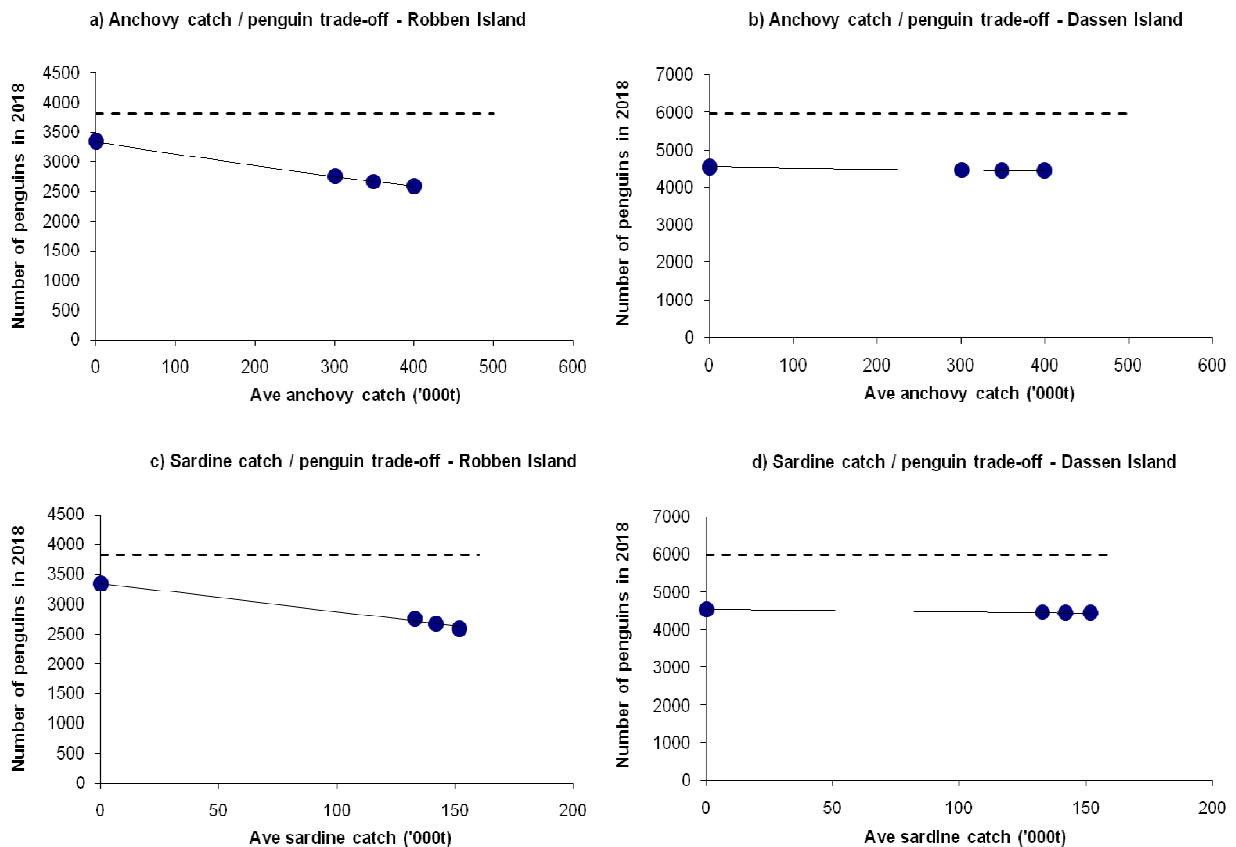 a) Anchovy catch / penguin trade-off - Robben Island
Number of penguins in 2018
4500
4000
3500
3000
2500
2000
1500
1000
500
0
0 100 200 300 400 500 600
Ave anchovy catch ('000t)
b) Anchovy catch / penguin trade-off - Dassen Island
Number of penguins in 2018
7000
6000
5000
4000
3000
2000
1000
0
0 100 200 300 400 500 600
Ave anchovy catch ('000t)
c) Sardine catch / penguin trade-off - Robben Island
Number of penguins in 2018
4500
4000
3500
3000
2500
2000
1500
1000
500
0
0 50 100 150 200
Ave sardine catch ('000t)
d) Sardine catch / penguin trade-off - Dassen Island
Number of penguins in 2018
7000
6000
5000
4000
3000
2000
1000
0
0 50 100 150 200
Ave sardine catch ('000t)